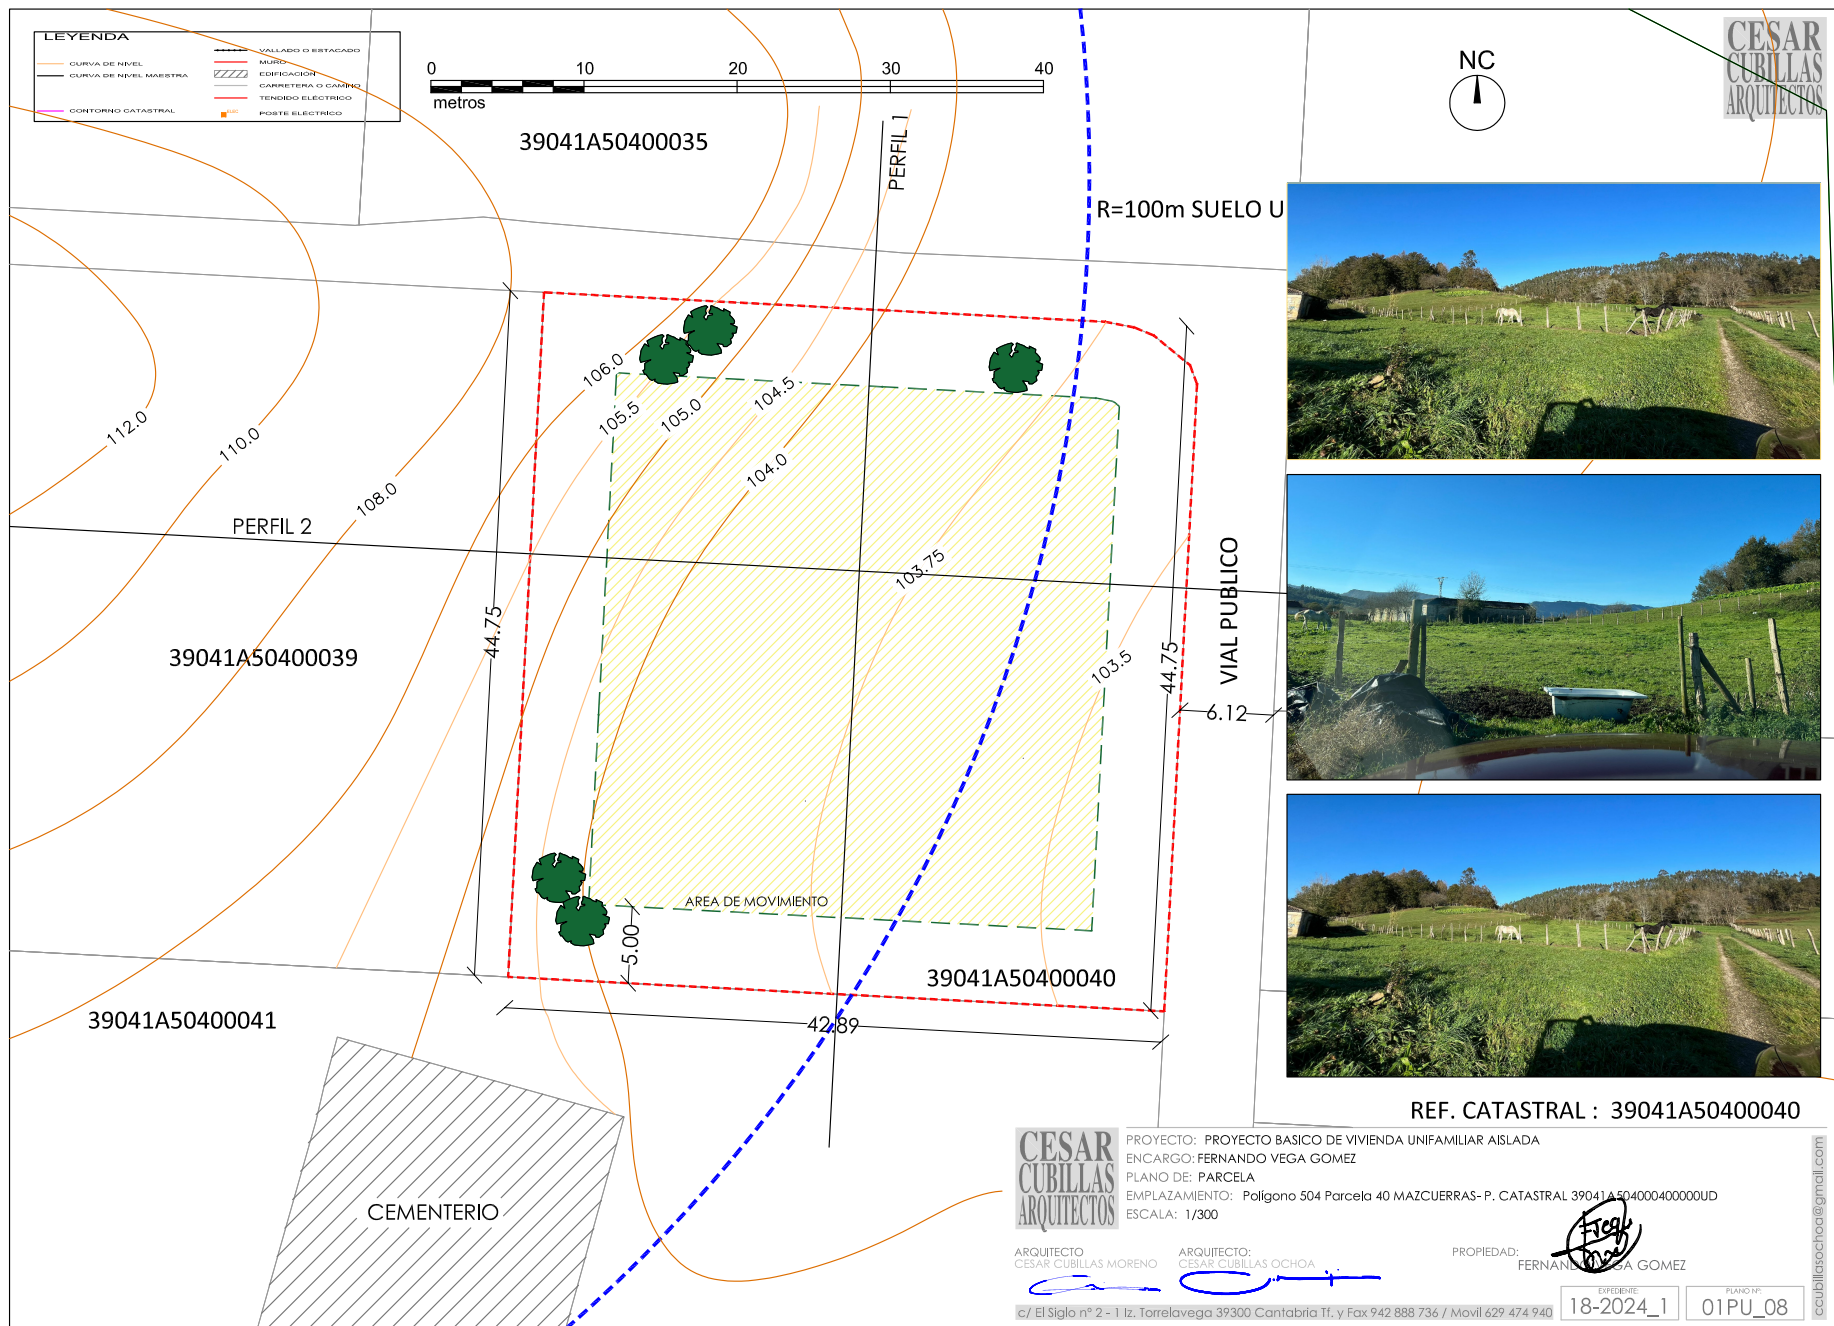 LEYENDA
VALLADO O ESTACADO
CURVA DE NIVEL
MURO
CURVA DE NIVEL MAESTRA
EDIFICACION
CARRETERA O CAMINO
TENDIDO ELÉCTRICO
CONTORNO CATASTRAL
POSTE ELÉCTRICO
0 10 20 30 40
metros
NC
CESAR
CUBILLAS
ARQUITECTOS
39041A50400035
PERFIL 1
R=100m SUELO U
106.0
105.5
105.0
104.5
104.0
112.0
110.0
108.0
PERFIL 2
103.75
103.5
44.75
44.75
VIAL PUBLICO
6.12
39041A50400039
AREA DE MOVIMIENTO
5.00
39041A50400040
42.89
39041A50400041
CEMENTERIO
REF. CATASTRAL : 39041A50400040
CESAR
CUBILLAS
ARQUITECTOS
PROYECTO: PROYECTO BASICO DE VIVIENDA UNIFAMILIAR AISLADA
ENCARGO: FERNANDO VEGA GOMEZ
PLANO DE: PARCELA
EMPLAZAMIENTO: Polígono 504 Parcela 40 MAZCUERRAS- P. CATASTRAL 39041A504000400000UD
ESCALA: 1/300
ARQUITECTO
CESAR CUBILLAS MORENO
ARQUITECTO:
CESAR CUBILLAS OCHOA
PROPIEDAD:
FERNANDO VEGA GOMEZ
c/ El Siglo nº 2 - 1 Iz. Torrelavega 39300 Cantabria Tf. y Fax 942 888 736 / Movil 629 474 940
EXPEDIENTE:
18-2024_1
PLANO Nº:
01PU_08
ccubillasochoa@gmail.com